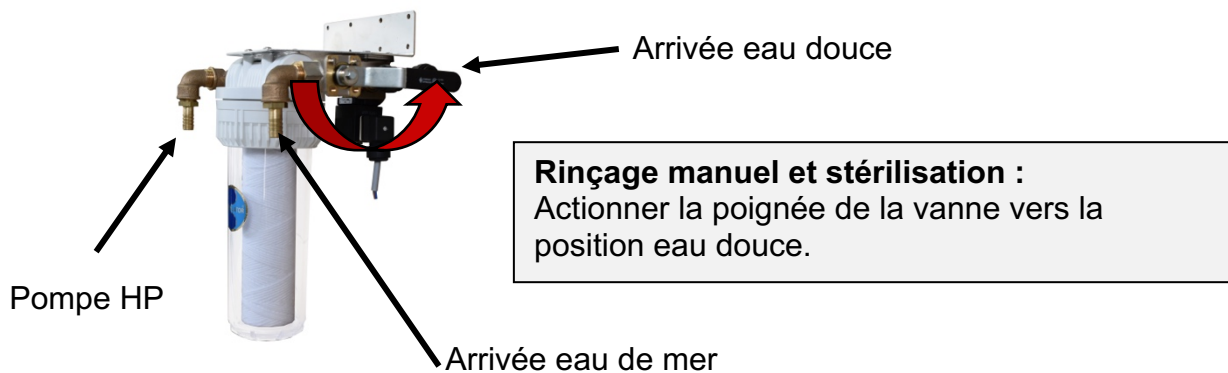 Arrivée eau douce
Rinçage manuel et stérilisation :
Actionner la poignée de la vanne vers la
position eau douce.
Pompe HP
Arrivée eau de mer